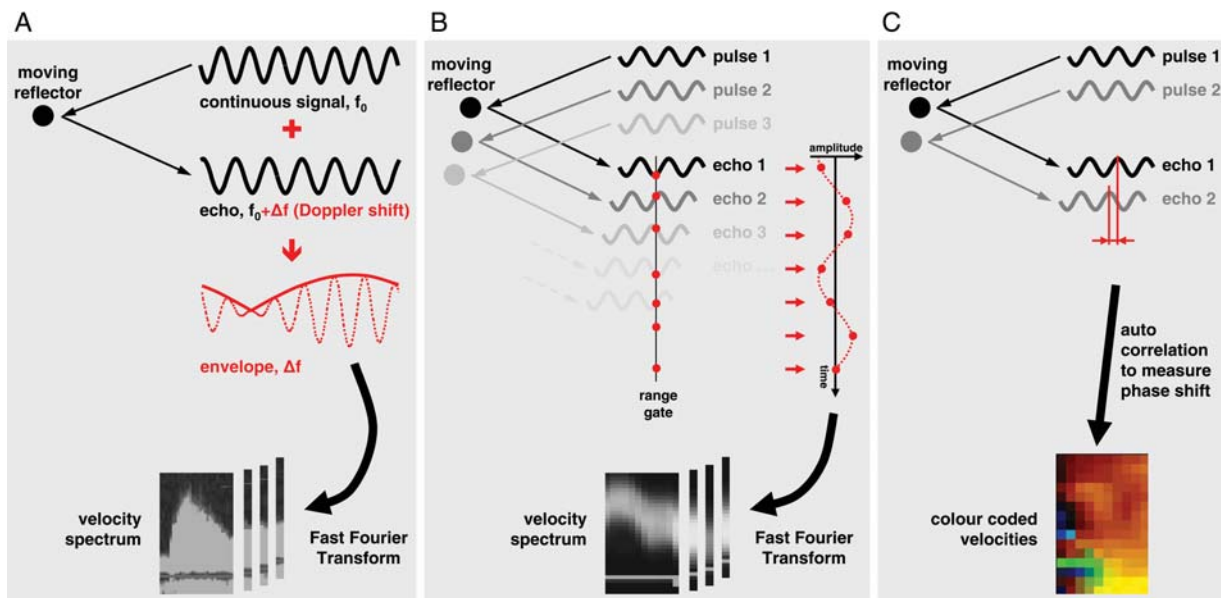 A
moving
reflector
continuous signal, f0
+
echo, f0+Δf (Doppler shift)
envelope, Δf
velocity
spectrum
Fast Fourier
Transform
B
moving
reflector
pulse 1
pulse 2
pulse 3
amplitude
echo 1
echo 2
echo 3
echo ...
time
range
gate
velocity
spectrum
Fast Fourier
Transform
C
moving
reflector
pulse 1
pulse 2
echo 1
echo 2
auto
correlation
to measure
phase shift
colour coded
velocities